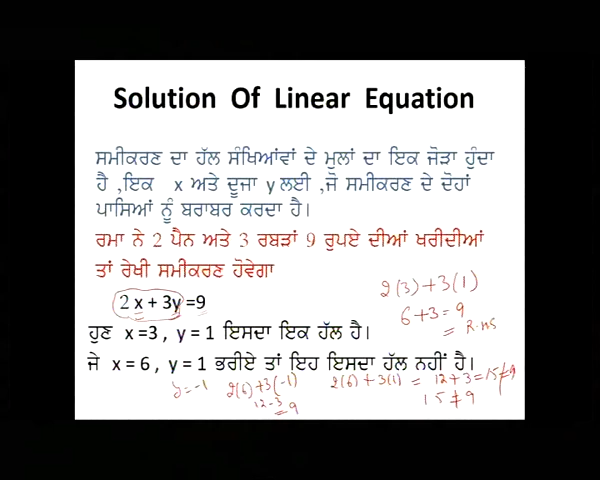 Solution Of Linear Equation
ਸਮੀਕਰਣ ਦਾ ਹੱਲ ਸੰਖਿਆਂਵਾਂ ਦੇ ਮੁਲਾਂ ਦਾ ਇਕ ਜੋੜਾ ਹੁੰਦਾ
ਹੈ ,ਇਕ x ਅਤੇ ਦੂਜਾ y ਲਈ ,ਜੋ ਸਮੀਕਰਣ ਦੇ ਦੋਹਾਂ
ਪਾਸਿਆਂ ਨੂੰ ਬਰਾਬਰ ਕਰਦਾ ਹੈ।
ਰਮਾ ਨੇ 2 ਪੈਨ ਅਤੇ 3 ਰਬੜਾਂ 9 ਰੁਪਏ ਦੀਆਂ ਖਰੀਦੀਆਂ
ਤਾਂ ਰੇਖੀ ਸਮੀਕਰਣ ਹੋਵੇਗਾ
2(3)+3(1)
2 x + 3y =9
6+3=9
= R.H.S
ਹੁਣ x =3 , y = 1 ਇਸਦਾ ਇਕ ਹੱਲ ਹੈ।
ਜੇ x = 6 , y = 1 ਭਰੀਏ ਤਾਂ ਇਹ ਇਸਦਾ ਹੱਲ ਨਹੀਂ ਹੈ।
y=-1 2(6)+3(-1) 2(6)+3(1) = 12+3=15≠9
12-3 15≠9
=9